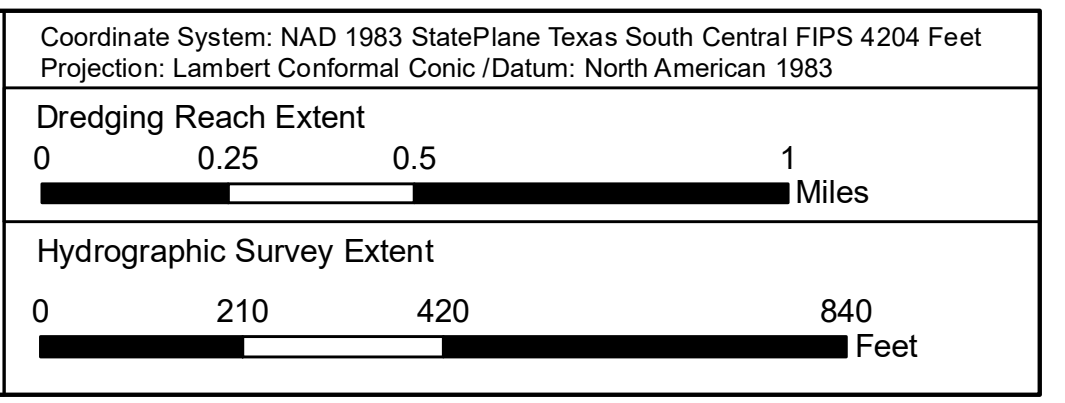 Coordinate System: NAD 1983 StatePlane Texas South Central FIPS 4204 Feet
Projection: Lambert Conformal Conic /Datum: North American 1983
Dredging Reach Extent
0 0.25 0.5 1
Miles
Hydrographic Survey Extent
0 210 420 840
Feet